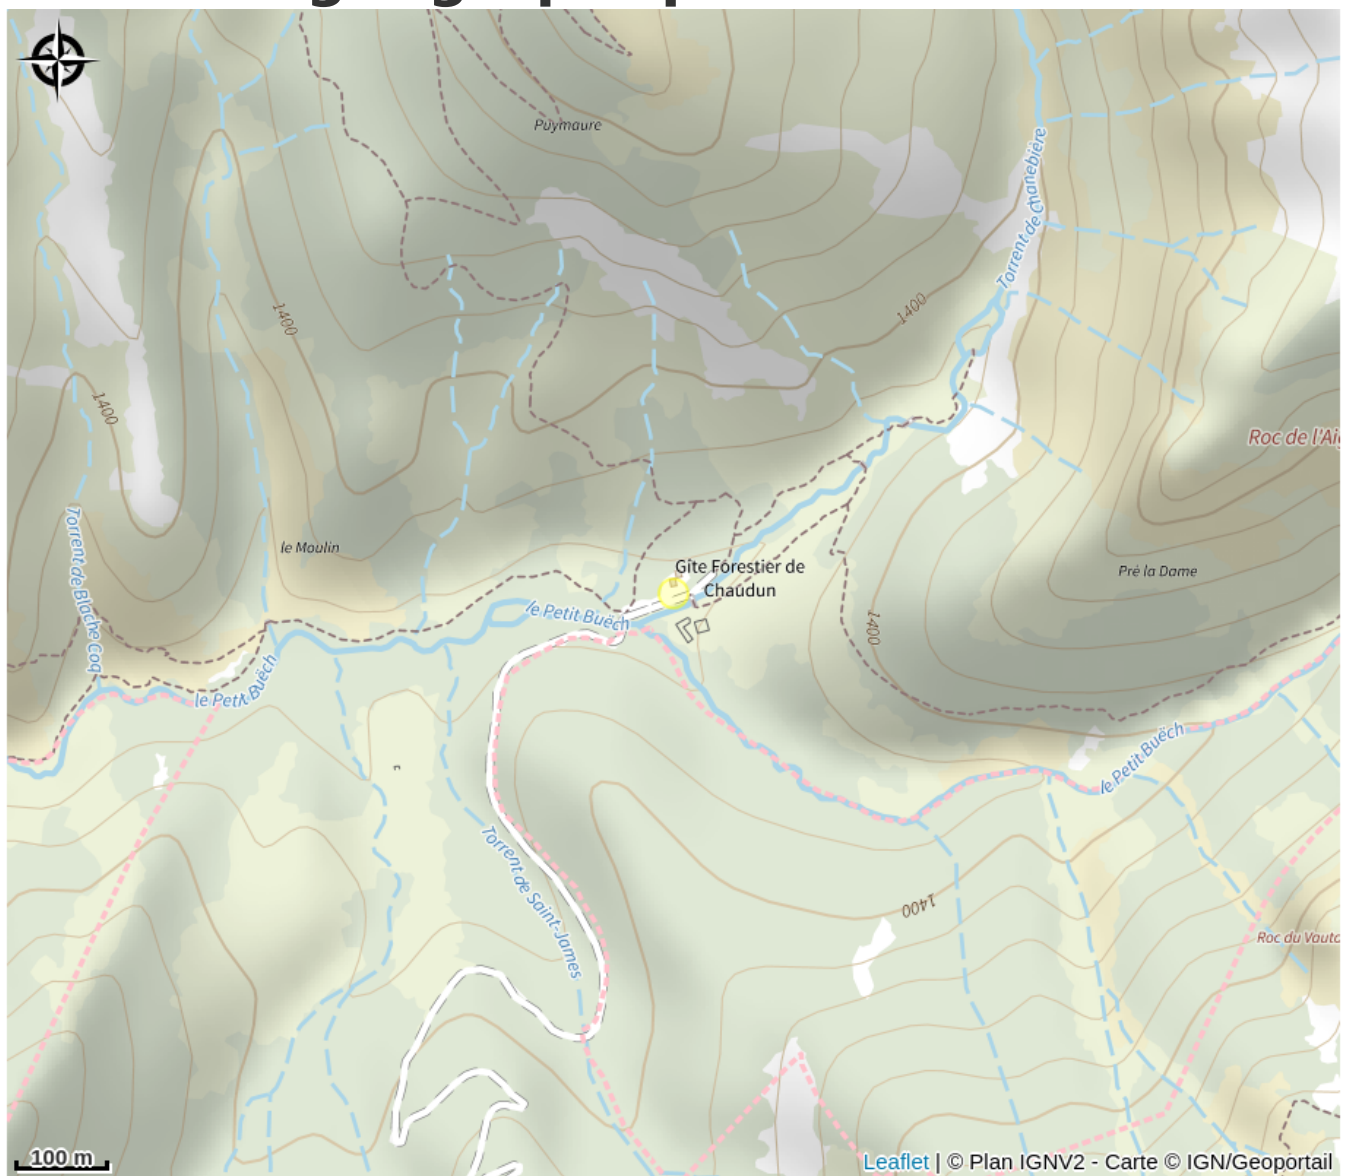 Puymaure
Torrent de Chanebière
1400
1400
1400
Roc de l'Ai
Torrent de Blache Coq
le Moulin
Gîte Forestier de
Chaudun
Pré la Dame
le Petit Buëch
1400
le Petit Buëch
le Petit Buëch
Torrent de Saint-James
1400
Roc du Vauto
100 m
Leaflet | © Plan IGNV2 - Carte © IGN/Geoportail